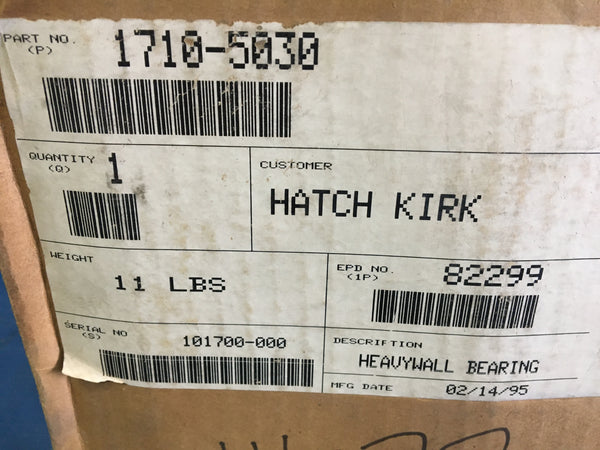 PART NO. 1710-5030
(P)
QUANTITY 1
(Q)
CUSTOMER
HATCH KIRK
WEIGHT
11 LBS
EPD NO. 82299
(1P)
SERIAL NO
(S)
101700-000
DESCRIPTION
HEAVYWALL BEARING
MFG DATE 02/14/95